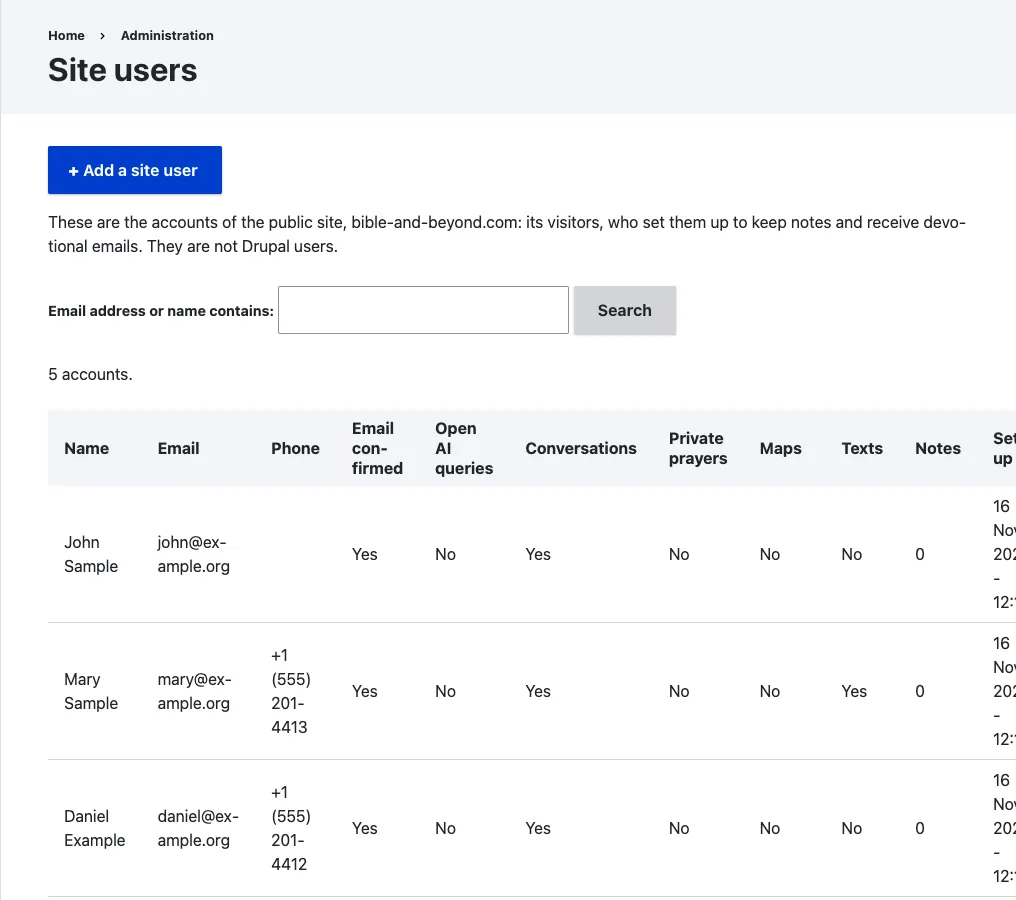 Home › Administration
Site users
+ Add a site user
These are the accounts of the public site, bible-and-beyond.com: its visitors, who set them up to keep notes and receive devo-
tional emails. They are not Drupal users.
Email address or name contains: Search
5 accounts.
Name Email Phone Email con- firmed Open AI queries Conversations Private prayers Maps Texts Notes Set up
John Sample john@ex- ample.org Yes No Yes No No No 0 16
Mary Sample mary@ex- ample.org +1 (555) 201- 4413 Yes No Yes No No Yes 0 16
Daniel Example daniel@ex- ample.org +1 (555) 201- 4412 Yes No Yes No No No 0 16